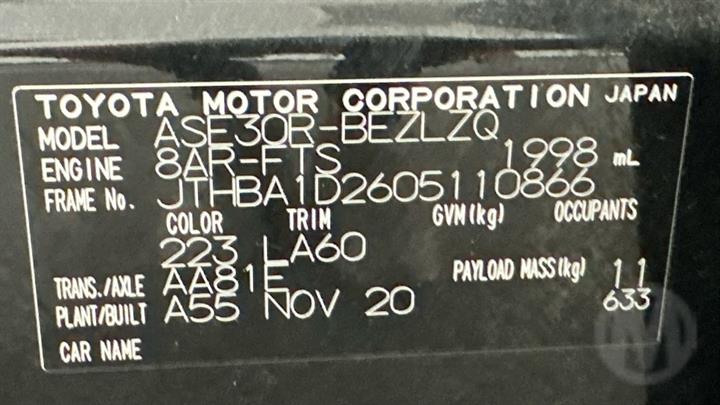 TOYOTA MOTOR CORPORATION JAPAN
MODEL ASE30R-BEZLZQ
ENGINE 8AR-FTS 1998 mL
FRAME No. JTHBA1D2605110866
COLOR TRIM GVM(kg) OCCUPANTS
223 LA60
TRANS./AXLE AA81E PAYLOAD MASS(kg) 11
PLANT/BUILT A55 NOV 20 633
CAR NAME
M